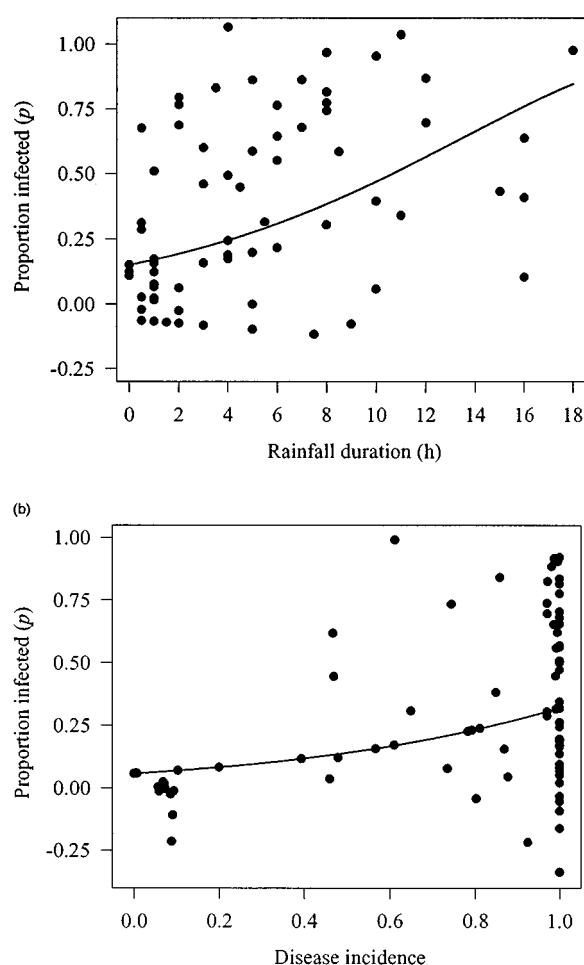 1.00
0.75
0.50
0.25
0.00
-0.25
Proportion infected (p)
0 2 4 6 8 10 12 14 16 18
Rainfall duration (h)
(b)
1.00
0.75
0.50
0.25
0.00
-0.25
Proportion infected (p)
0.0 0.2 0.4 0.6 0.8 1.0
Disease incidence